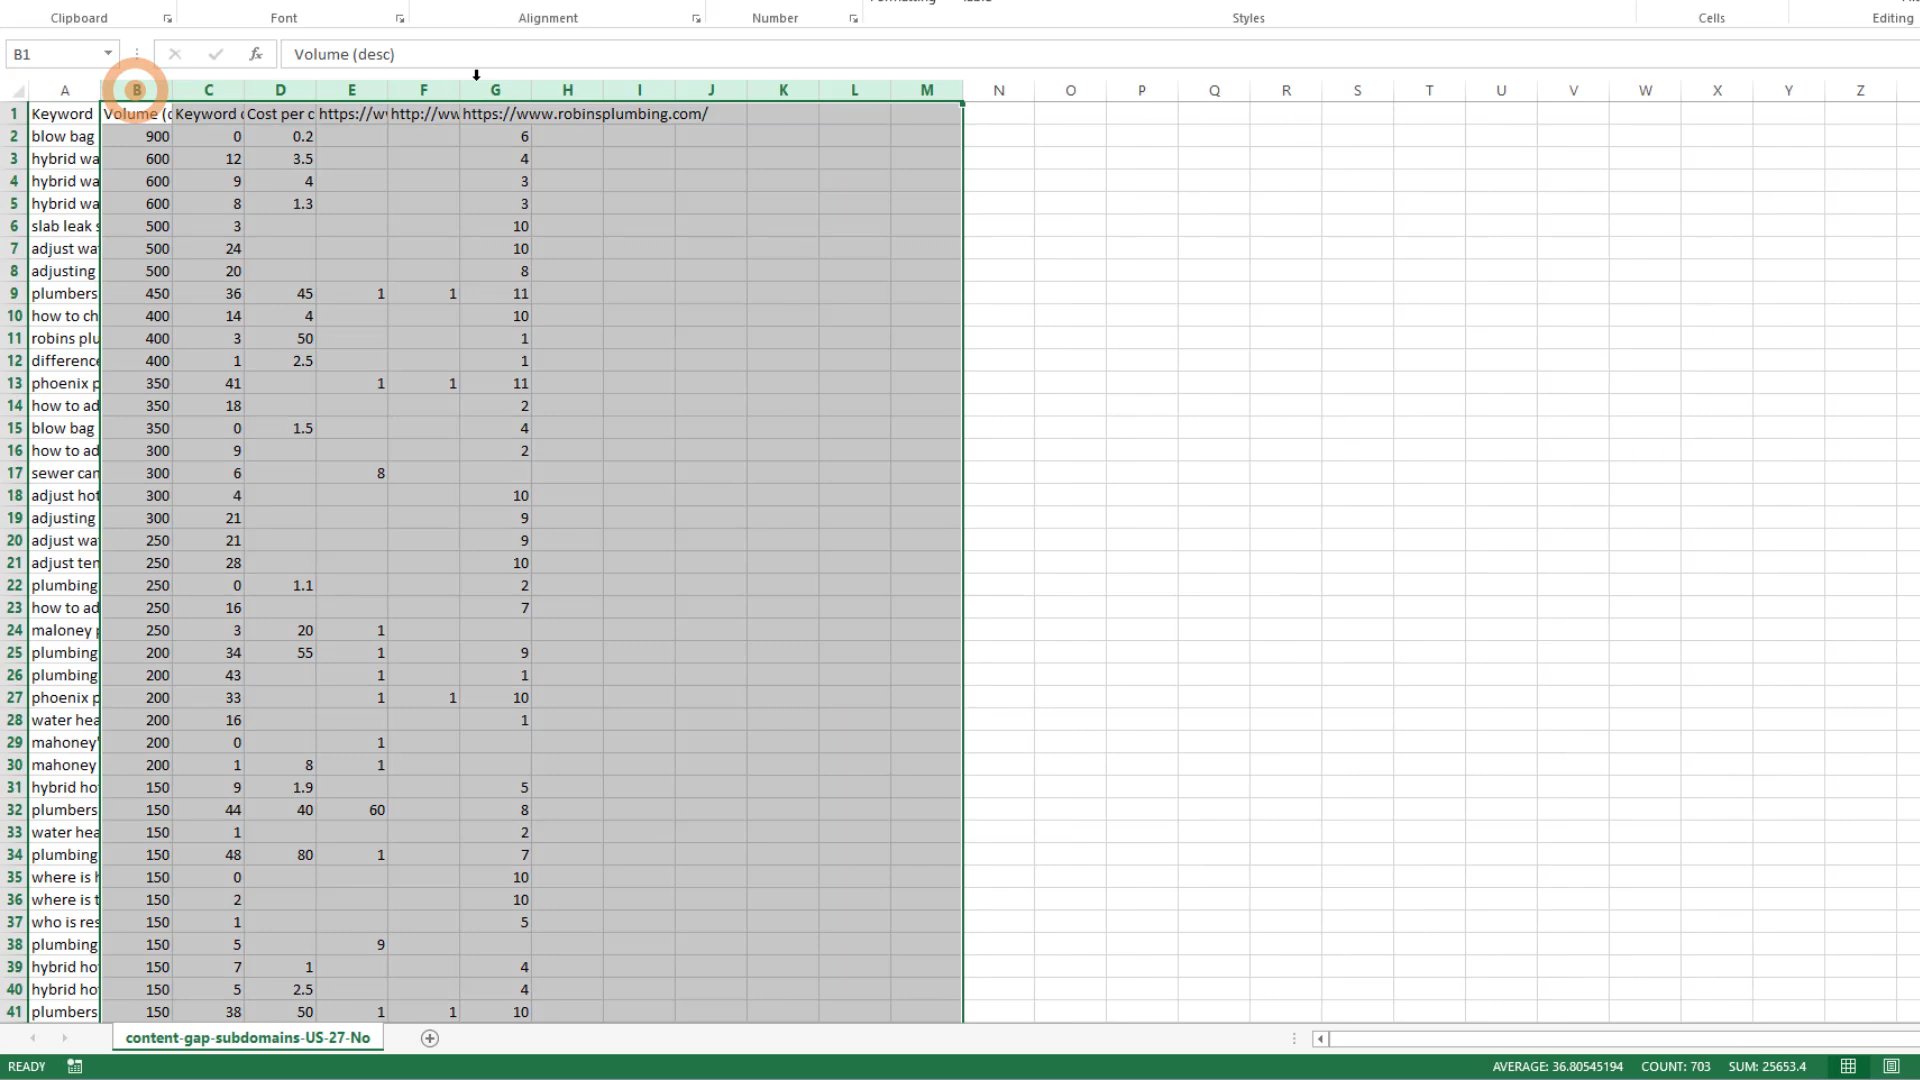 Clipboard Font Alignment Number Styles Cells Editing
B1 fx Volume (desc)
A B C D E F G H I J K L M N O P Q R S T U V W X Y Z
1 Keyword Volume (d Keyword d Cost per c https://w http://ww https://www.robinsplumbing.com/
2 blow bag 900 0 0.2 6
3 hybrid wa 600 12 3.5 4
4 hybrid wa 600 9 4 3
5 hybrid wa 600 8 1.3 3
6 slab leak s 500 3 10
7 adjust wa 500 24 10
8 adjusting 500 20 8
9 plumbers 450 36 45 1 1 11
10 how to ch 400 14 4 10
11 robins plu 400 3 50 1
12 difference 400 1 2.5 1
13 phoenix p 350 41 1 1 11
14 how to ad 350 18 2
15 blow bag 350 0 1.5 4
16 how to ad 300 9 2
17 sewer can 300 6 8
18 adjust hot 300 4 10
19 adjusting 300 21 9
20 adjust wa 250 21 9
21 adjust ten 250 28 10
22 plumbing 250 0 1.1 2
23 how to ad 250 16 7
24 maloney p 250 3 20 1
25 plumbing 200 34 55 1 9
26 plumbing 200 43 1 1
27 phoenix p 200 33 1 1 10
28 water hea 200 16 1
29 mahoney' 200 0 1
30 mahoney 200 1 8 1
31 hybrid ho 150 9 1.9 5
32 plumbers 150 44 40 60 8
33 water hea 150 1 2
34 plumbing 150 48 80 1 7
35 where is h 150 0 10
36 where is t 150 2 10
37 who is res 150 1 5
38 plumbing 150 5 9
39 hybrid ho 150 7 1 4
40 hybrid ho 150 5 2.5 4
41 plumbers 150 38 50 1 1 10
content-gap-subdomains-US-27-No
READY AVERAGE: 36.80545194 COUNT: 703 SUM: 25653.4